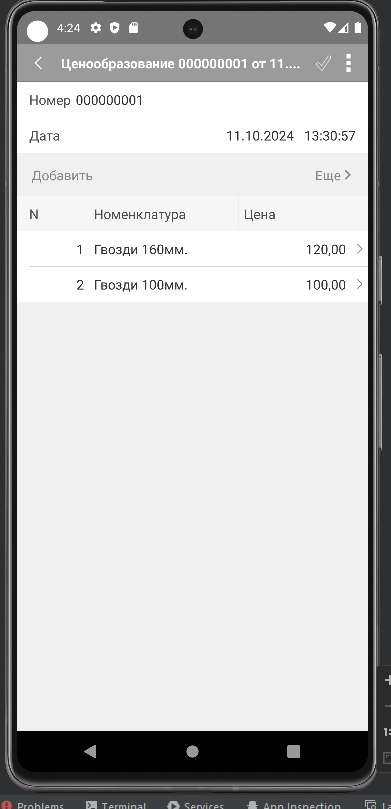 4:24
Ценообразование 000000001 от 11....
Номер 000000001
Дата 11.10.2024 13:30:57
Добавить Еще
N Номенклатура Цена
1 Гвозди 160мм. 120,00
2 Гвозди 100мм. 100,00
Problems Terminal Services App Inspection